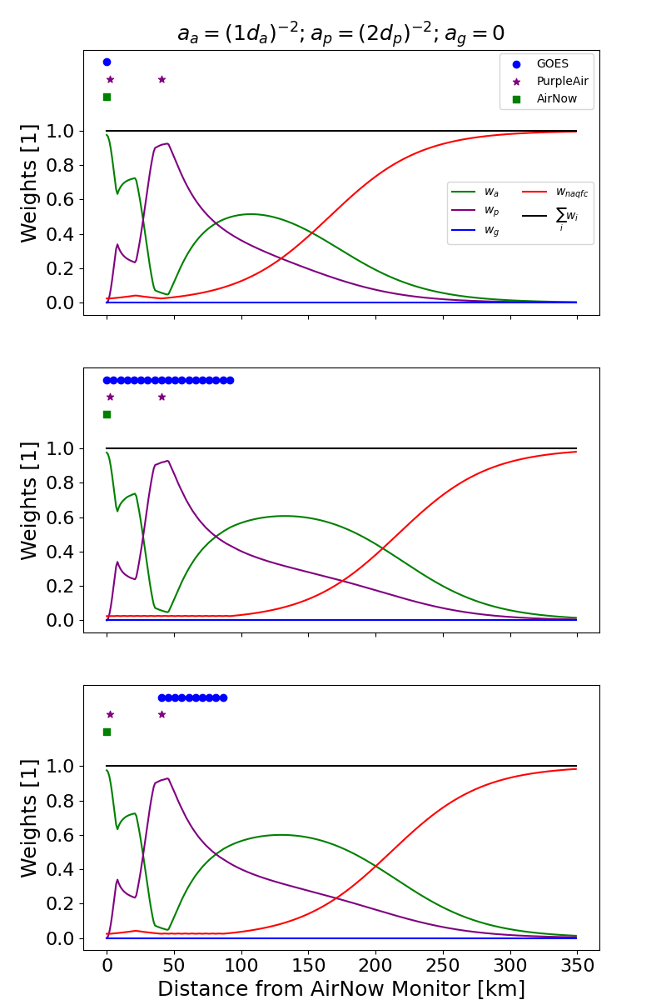 a_a = (1d_a)^{-2}; a_p = (2d_p)^{-2}; a_g = 0
GOES
PurpleAir
AirNow
Weights [1]
1.0
0.8
0.6
0.4
0.2
0.0
w_a
w_p
w_g
w_{naqfc}
\sum_i w_i
Weights [1]
1.0
0.8
0.6
0.4
0.2
0.0
Weights [1]
1.0
0.8
0.6
0.4
0.2
0.0
0 50 100 150 200 250 300 350
Distance from AirNow Monitor [km]